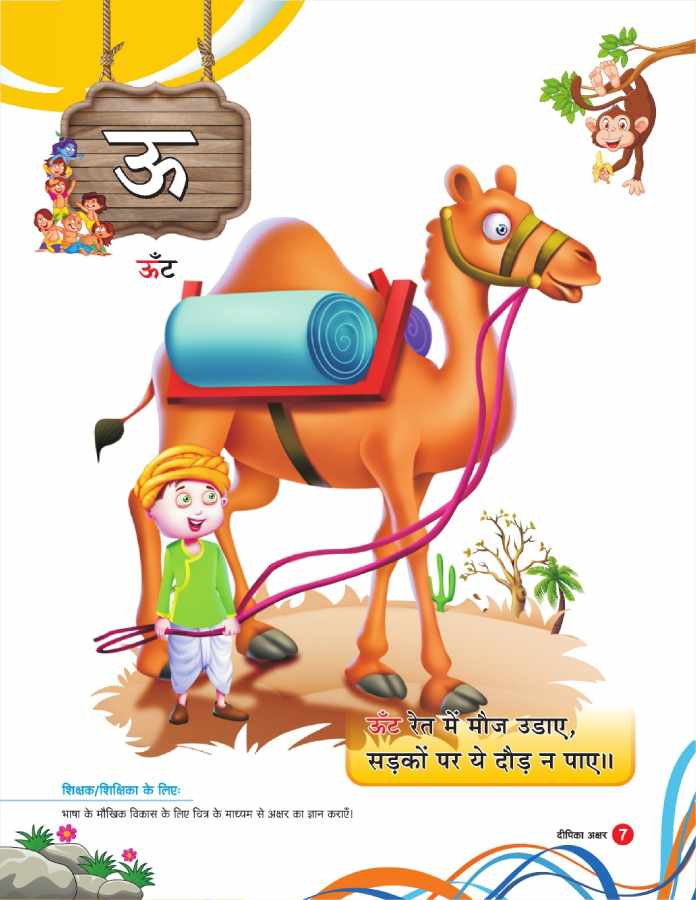 ऊ
ऊँट
ऊँट रेत में मौज उडाए,
सड़कों पर ये दौड़ न पाए॥
शिक्षक/शिक्षिका के लिएः
भाषा के मौखिक विकास के लिए चित्र के माध्यम से अक्षर का ज्ञान कराएँ।
दीपिका अक्षर 7